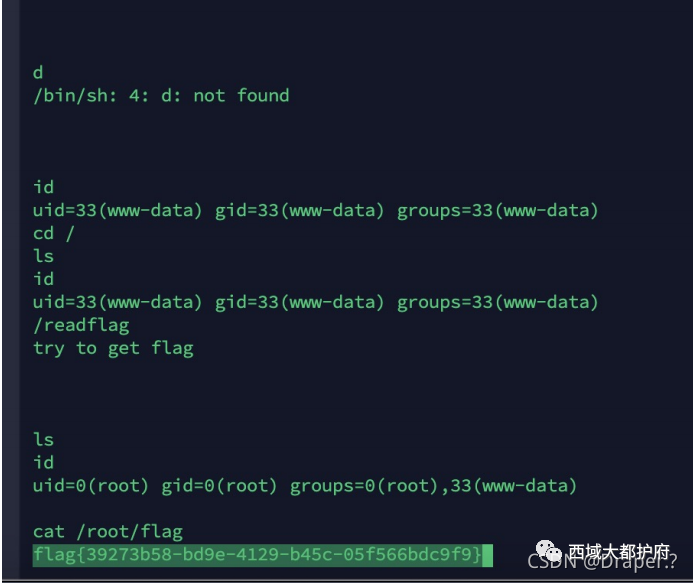 d
/bin/sh: 4: d: not found
id
uid=33(www-data) gid=33(www-data) groups=33(www-data)
cd /
ls
id
uid=33(www-data) gid=33(www-data) groups=33(www-data)
/readflag
try to get flag
ls
id
uid=0(root) gid=0(root) groups=0(root),33(www-data)
cat /root/flag
flag{39273b58-bd9e-4129-b45c-05f566bdc9f9}
西域大都护府
CSDN @Draper.?